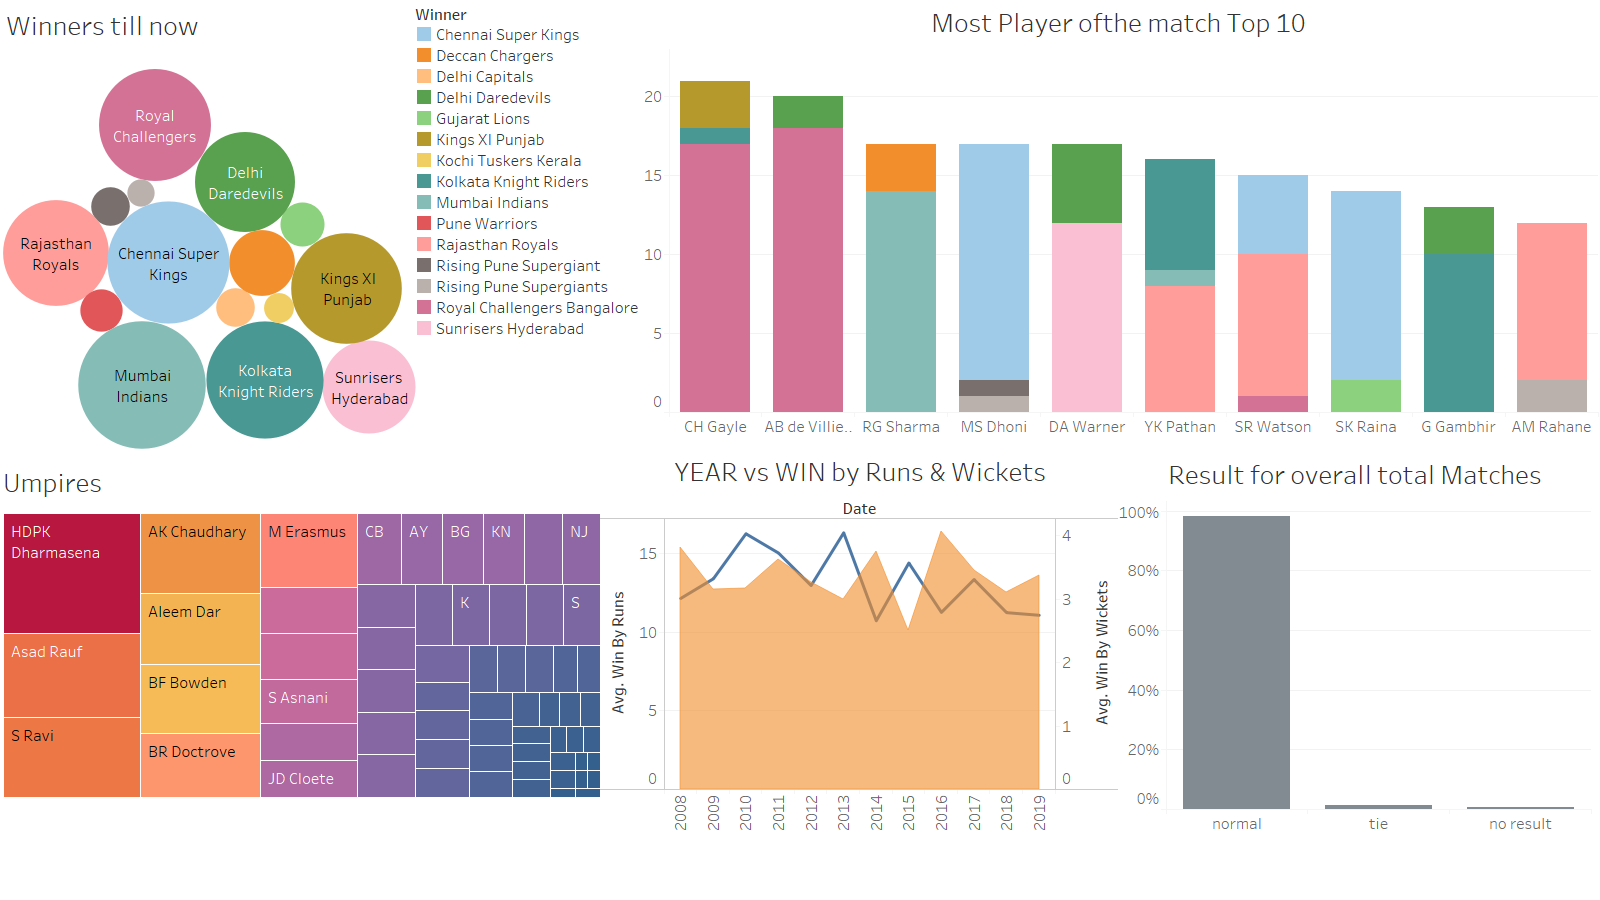 Winners till now
Royal
Challengers
Delhi
Daredevils
Rajasthan
Royals
Chennai Super
Kings
Kings XI
Punjab
Mumbai
Indians
Kolkata
Knight Riders
Sunrisers
Hyderabad
Winner
Chennai Super Kings
Deccan Chargers
Delhi Capitals
Delhi Daredevils
Gujarat Lions
Kings XI Punjab
Kochi Tuskers Kerala
Kolkata Knight Riders
Mumbai Indians
Pune Warriors
Rajasthan Royals
Rising Pune Supergiant
Rising Pune Supergiants
Royal Challengers Bangalore
Sunrisers Hyderabad
Most Player ofthe match Top 10
20
15
10
5
0
CH Gayle
AB de Villie..
RG Sharma
MS Dhoni
DA Warner
YK Pathan
SR Watson
SK Raina
G Gambhir
AM Rahane
Umpires
HDPK
Dharmasena
Asad Rauf
S Ravi
AK Chaudhary
Aleem Dar
BF Bowden
BR Doctrove
M Erasmus
S Asnani
JD Cloete
CB
AY
BG
KN
NJ
K
S
YEAR vs WIN by Runs & Wickets
Date
Avg. Win By Runs
15
10
5
0
4
3
2
1
0
Avg. Win By Wickets
2008
2009
2010
2011
2012
2013
2014
2015
2016
2017
2018
2019
Result for overall total Matches
100%
80%
60%
40%
20%
0%
normal
tie
no result